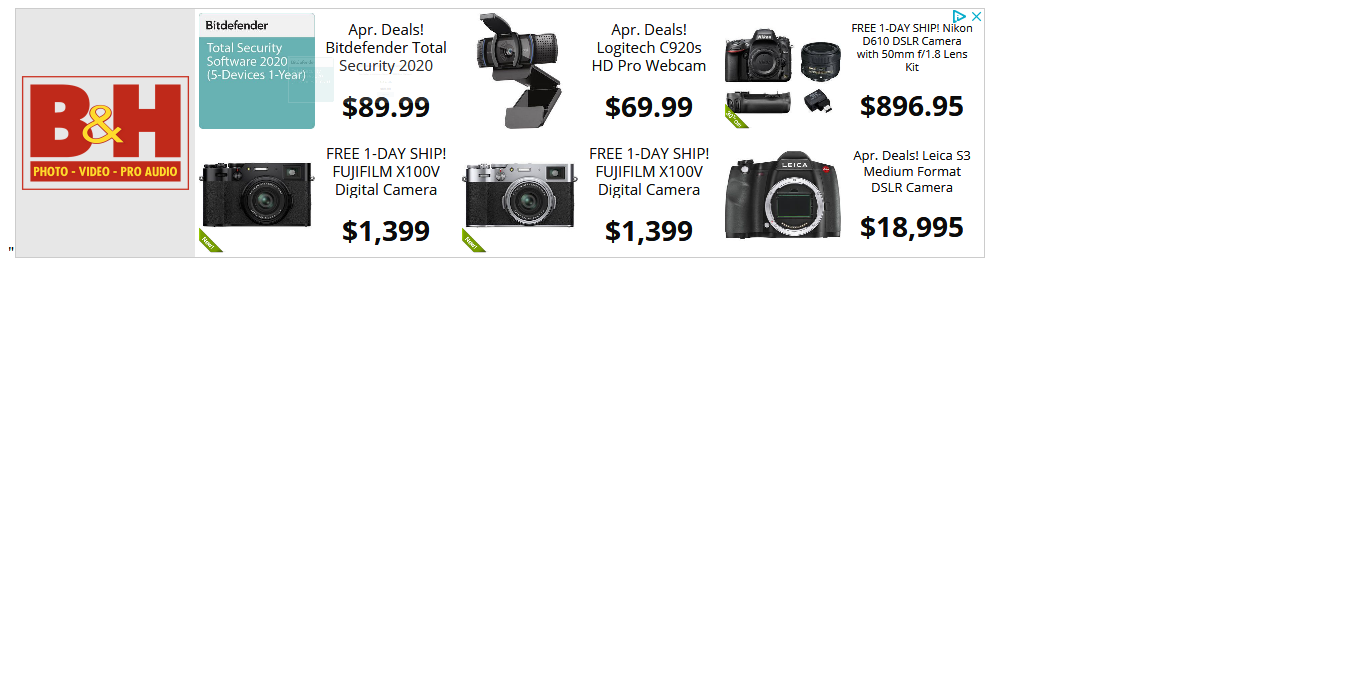 B&H
PHOTO - VIDEO - PRO AUDIO
Bitdefender
Total Security
Software 2020
(5-Devices 1-Year)
Apr. Deals!
Bitdefender Total
Security 2020
$89.99
Apr. Deals!
Logitech C920s
HD Pro Webcam
$69.99
Nikon
FREE 1-DAY SHIP! Nikon
D610 DSLR Camera
with 50mm f/1.8 Lens
Kit
$896.95
New!
FREE 1-DAY SHIP!
FUJIFILM X100V
Digital Camera
$1,399
New!
FREE 1-DAY SHIP!
FUJIFILM X100V
Digital Camera
$1,399
LEICA
Apr. Deals! Leica S3
Medium Format
DSLR Camera
$18,995
"